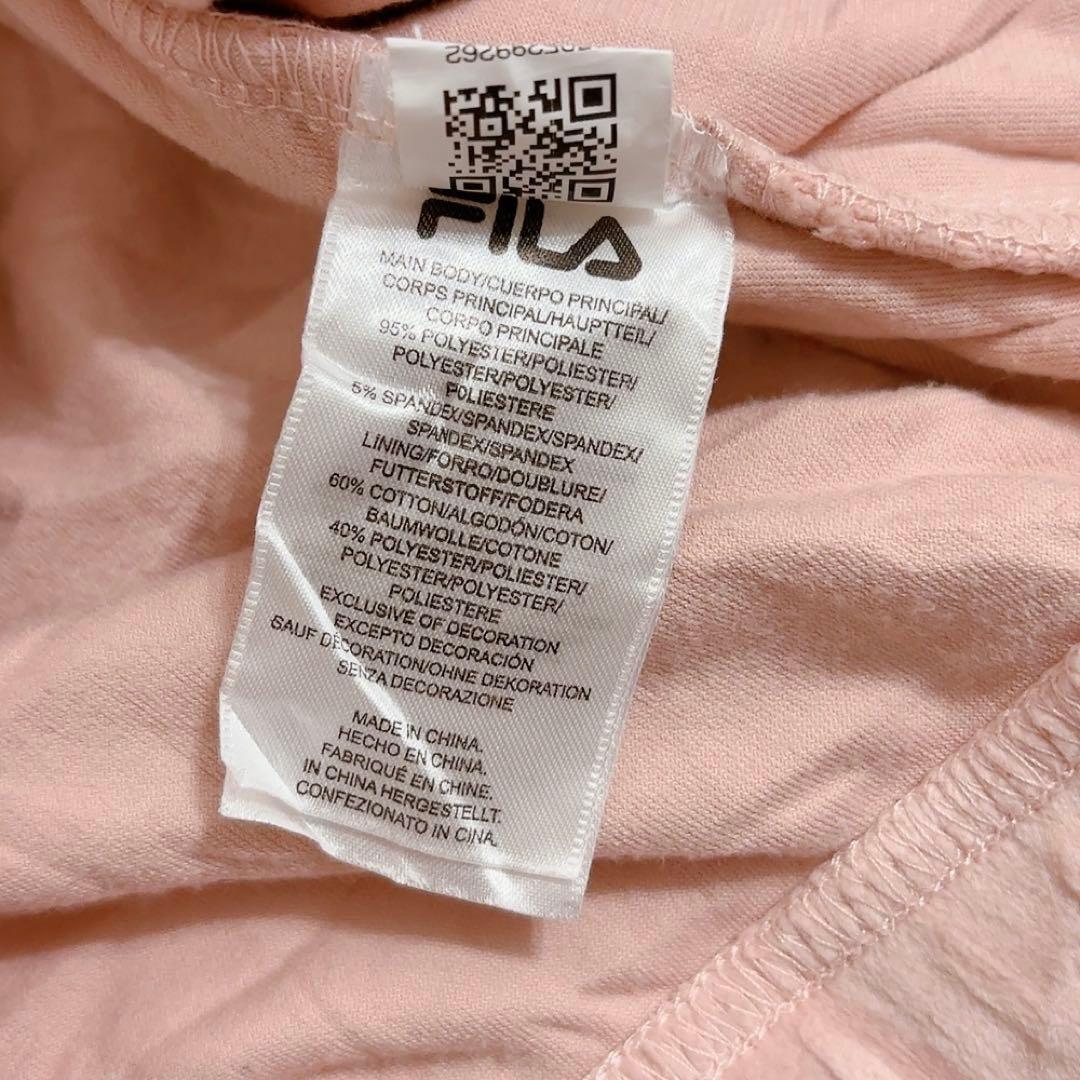 FILA
MAIN BODY/CUERPO PRINCIPAL/
CORPS PRINCIPAL/HAUPTTEIL/
CORPO PRINCIPALE
95% POLYESTER/POLIESTER/
POLYESTER/POLYESTER/
POLIESTERE
5% SPANDEX/SPANDEX/SPANDEX/
SPANDEX/SPANDEX
LINING/FORRO/DOUBLURE/
FUTTERSTOFF/FODERA
60% COTTON/ALGODÓN/COTON/
BAUMWOLLE/COTONE
40% POLYESTER/POLIESTER/
POLYESTER/POLYESTER/
POLIESTERE
EXCLUSIVE OF DECORATION
EXCEPTO DECORACIÓN
SAUF DÉCORATION/OHNE DEKORATION
SENZA DECORAZIONE
MADE IN CHINA.
HECHO EN CHINA.
FABRIQUÉ EN CHINE.
IN CHINA HERGESTELLT.
CONFEZIONATO IN CINA.